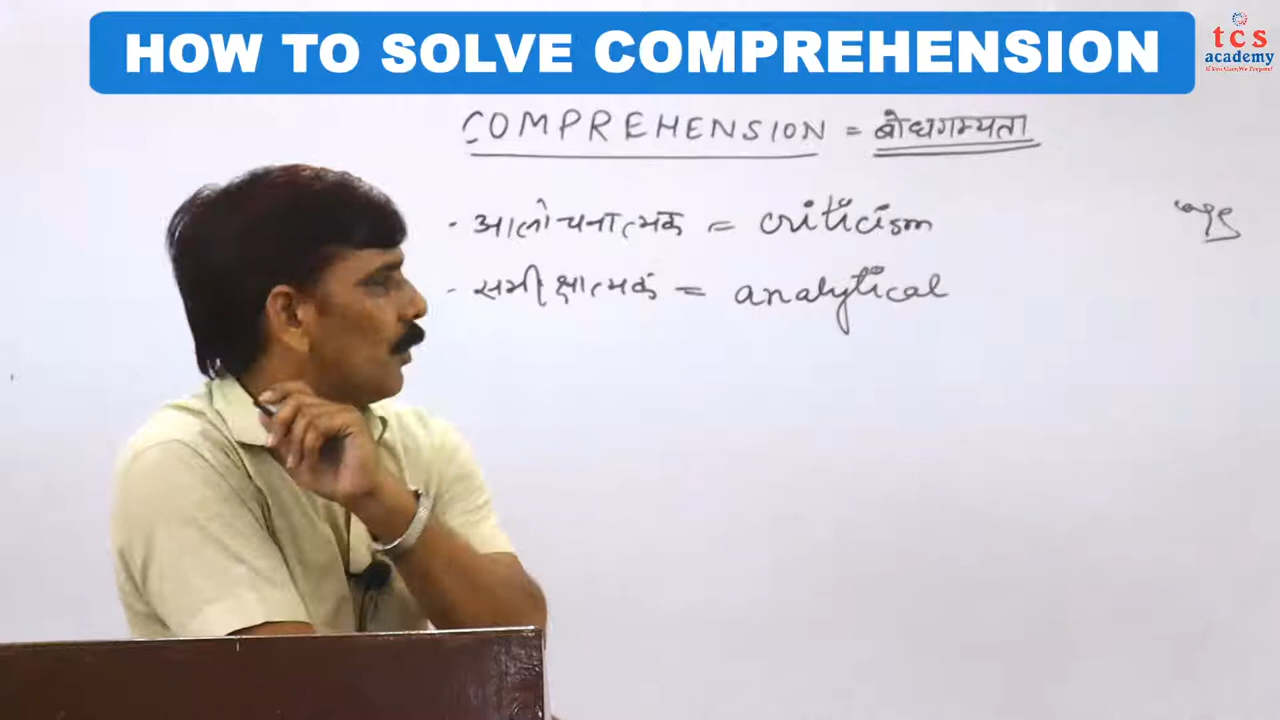 HOW TO SOLVE COMPREHENSION
tcs
academy
COMPREHENSION = बोधगम्यता
· आलोचनात्मक = criticism
- समीक्षात्मक = analytical